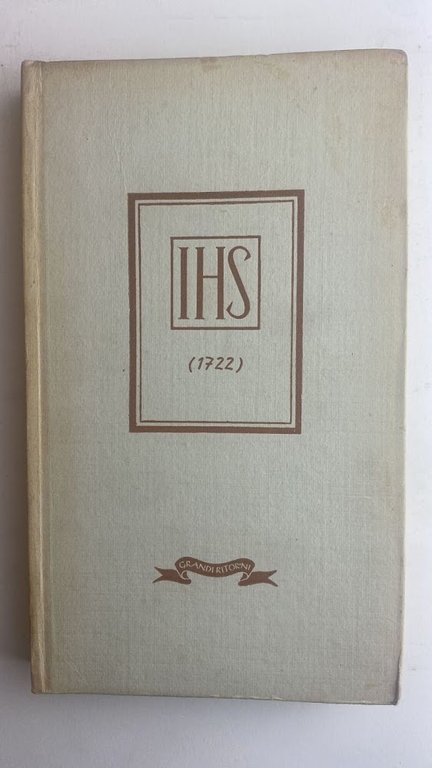 IHS
(1722)
GRANDI RITORNI